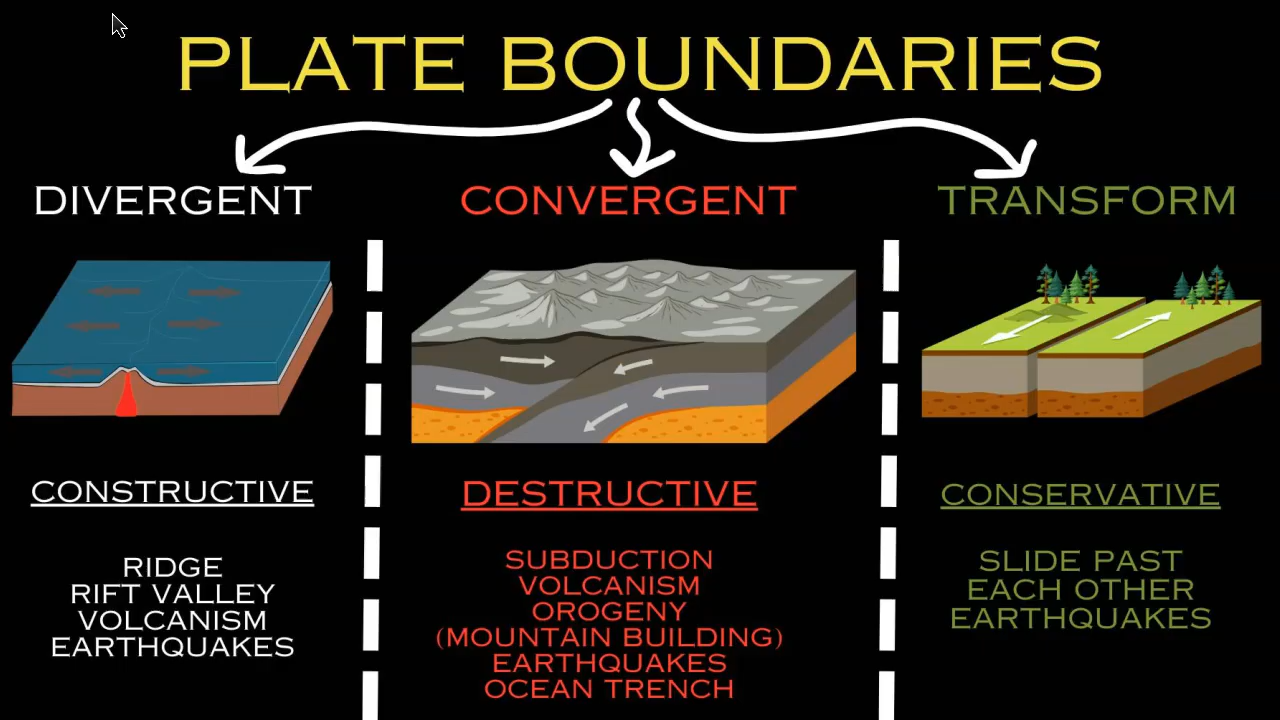 PLATE BOUNDARIES
DIVERGENT
CONSTRUCTIVE
RIDGE
RIFT VALLEY
VOLCANISM
EARTHQUAKES
CONVERGENT
DESTRUCTIVE
SUBDUCTION
VOLCANISM
OROGENY
(MOUNTAIN BUILDING)
EARTHQUAKES
OCEAN TRENCH
TRANSFORM
CONSERVATIVE
SLIDE PAST
EACH OTHER
EARTHQUAKES